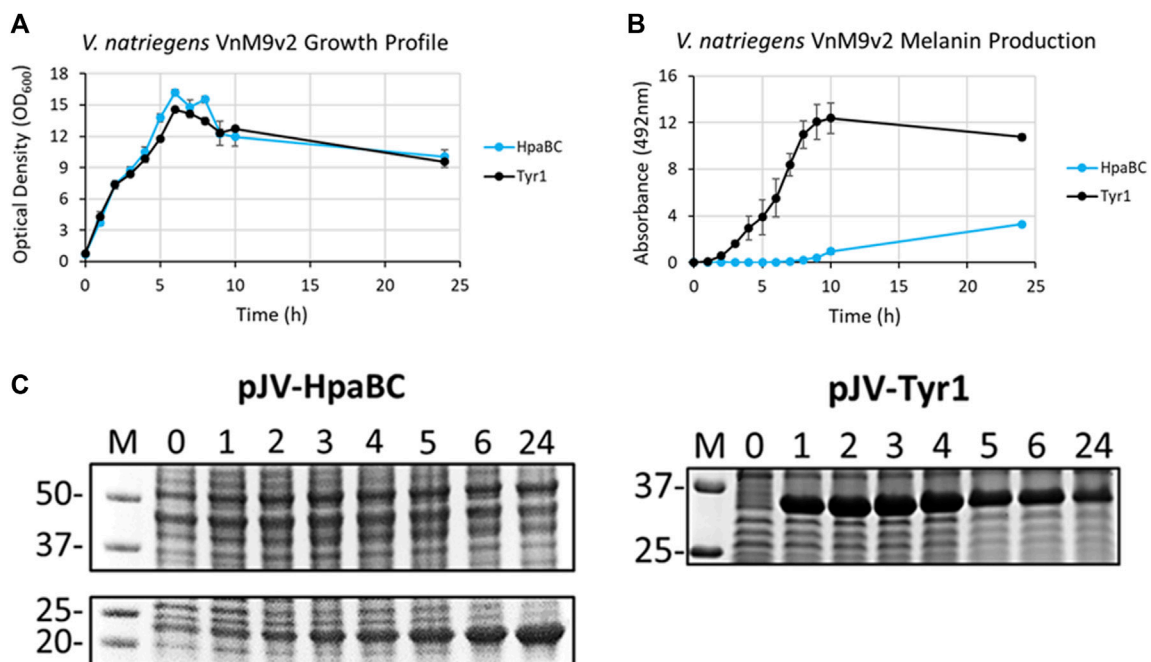 A
V. natriegens VnM9v2 Growth Profile
Optical Density (OD600)
18
15
12
9
6
3
0
0 5 10 15 20 25
Time (h)
HpaBC
Tyr1
B
V. natriegens VnM9v2 Melanin Production
Absorbance (492nm)
16
12
8
4
0
0 5 10 15 20 25
Time (h)
HpaBC
Tyr1
C
pJV-HpaBC
M 0 1 2 3 4 5 6 24
50-
37-
25-
20-
pJV-Tyr1
M 0 1 2 3 4 5 6 24
37-
25-